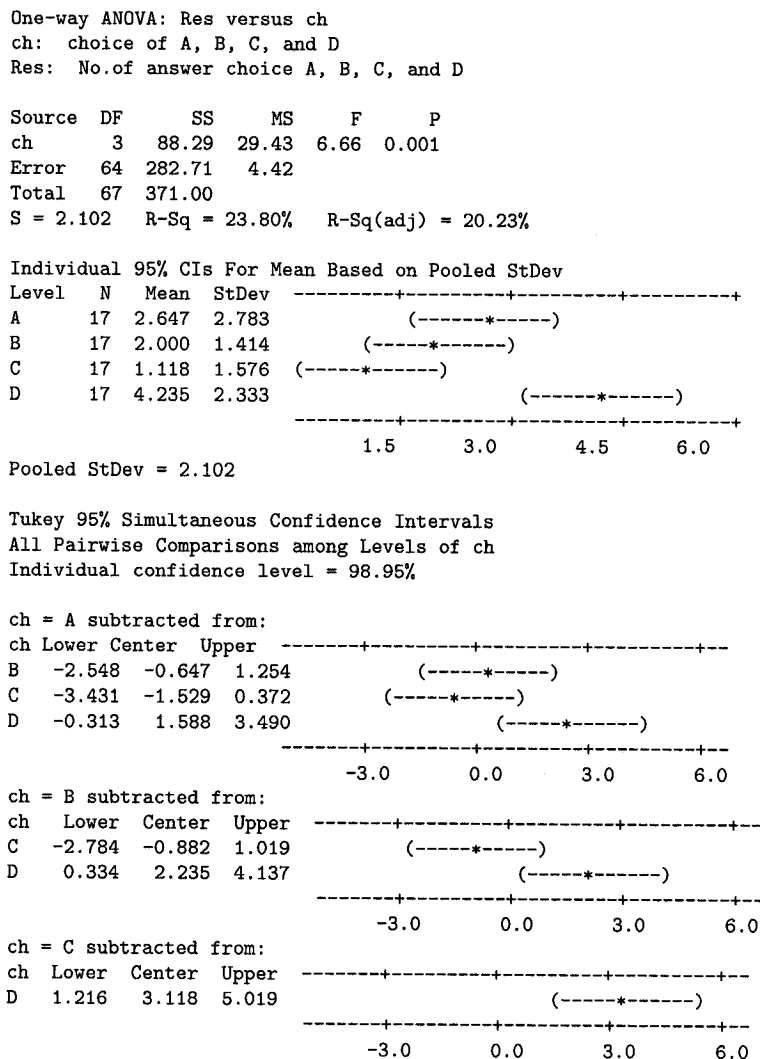 One-way ANOVA: Res versus ch
ch:  choice of A, B, C, and D
Res:  No.of answer choice A, B, C, and D

Source  DF      SS     MS     F      P
ch       3   88.29  29.43  6.66  0.001
Error   64  282.71   4.42
Total   67  371.00
S = 2.102   R-Sq = 23.80%   R-Sq(adj) = 20.23%

Individual 95% CIs For Mean Based on Pooled StDev
Level   N   Mean  StDev  ---------+---------+---------+---------+
A      17  2.647  2.783            (------*-----)
B      17  2.000  1.414        (-----*------)
C      17  1.118  1.576  (-----*------)
D      17  4.235  2.333                      (------*------)
                         ---------+---------+---------+---------+
                               1.5      3.0       4.5      6.0
Pooled StDev = 2.102

Tukey 95% Simultaneous Confidence Intervals
All Pairwise Comparisons among Levels of ch
Individual confidence level = 98.95%

ch = A subtracted from:
ch Lower Center  Upper  -------+---------+---------+---------+--
B  -2.548  -0.647  1.254             (-----*-----)
C  -3.431  -1.529  0.372          (-----*-----)
D  -0.313   1.588  3.490                    (-----*------)
                        -------+---------+---------+---------+--
                             -3.0       0.0       3.0       6.0
ch = B subtracted from:
ch   Lower  Center  Upper  -------+---------+---------+---------+--
C   -2.784  -0.882  1.019          (-----*-----)
D    0.334   2.235  4.137                    (-----*------)
                           -------+---------+---------+---------+--
                                -3.0       0.0       3.0       6.0
ch = C subtracted from:
ch  Lower  Center  Upper  -------+---------+---------+---------+--
D   1.216   3.118  5.019                        (-----*------)
                          -------+---------+---------+---------+--
                               -3.0       0.0       3.0       6.0